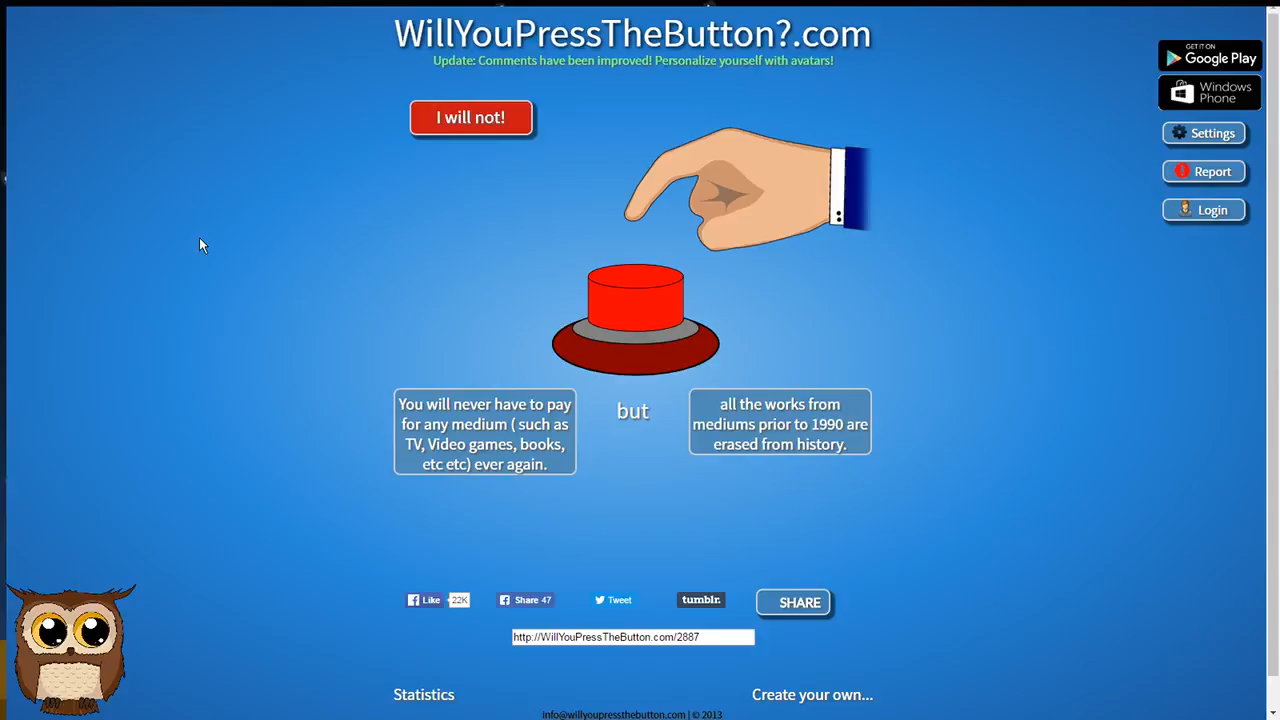 WillYouPressTheButton?.com
Update: Comments have been improved! Personalize yourself with avatars!
GET IT ON
Google Play
Windows
Phone
I will not!
Settings
Report
Login
You will never have to pay
for any medium ( such as
TV, Video games, books,
etc etc) ever again.
but
all the works from
mediums prior to 1990 are
erased from history.
Like 22K
Share 47
Tweet
tumblr.
SHARE
http://WillYouPressTheButton.com/2887
Statistics
Create your own...
info@willyoupressthebutton.com | © 2013